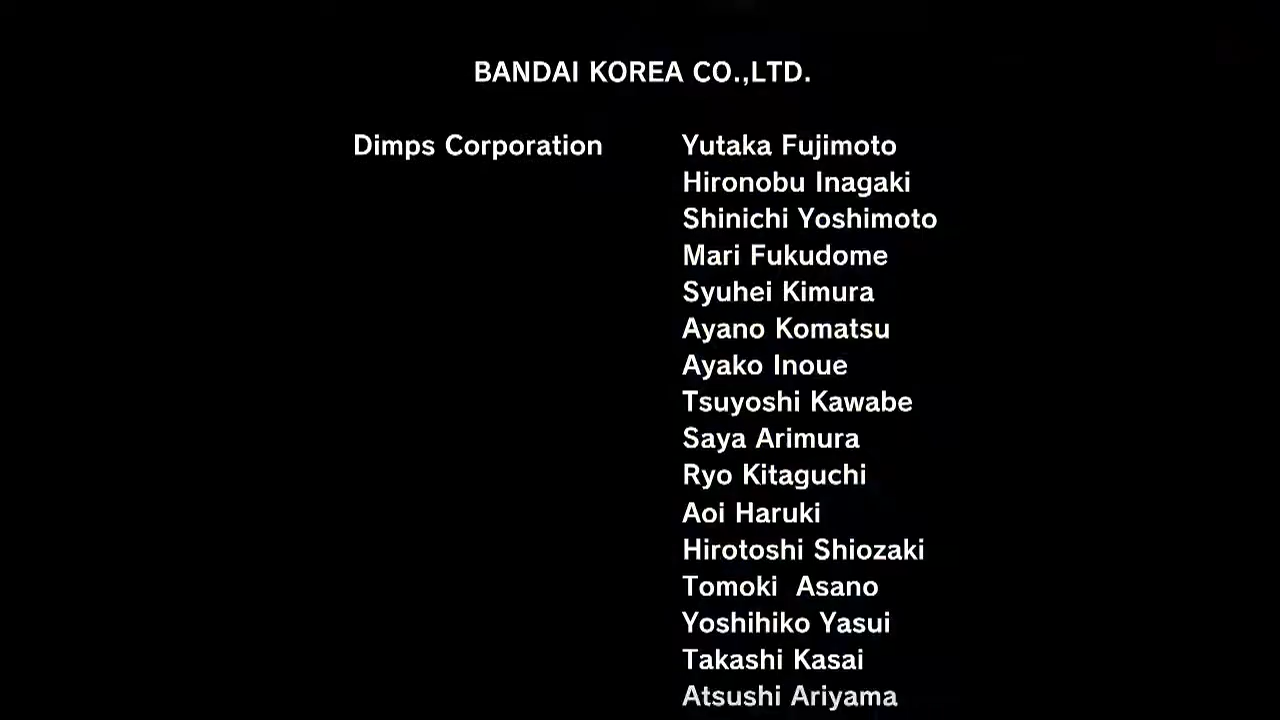 BANDAI KOREA CO.,LTD.
Dimps Corporation Yutaka Fujimoto
Hironobu Inagaki
Shinichi Yoshimoto
Mari Fukudome
Syuhei Kimura
Ayano Komatsu
Ayako Inoue
Tsuyoshi Kawabe
Saya Arimura
Ryo Kitaguchi
Aoi Haruki
Hirotoshi Shiozaki
Tomoki  Asano
Yoshihiko Yasui
Takashi Kasai
Atsushi Ariyama